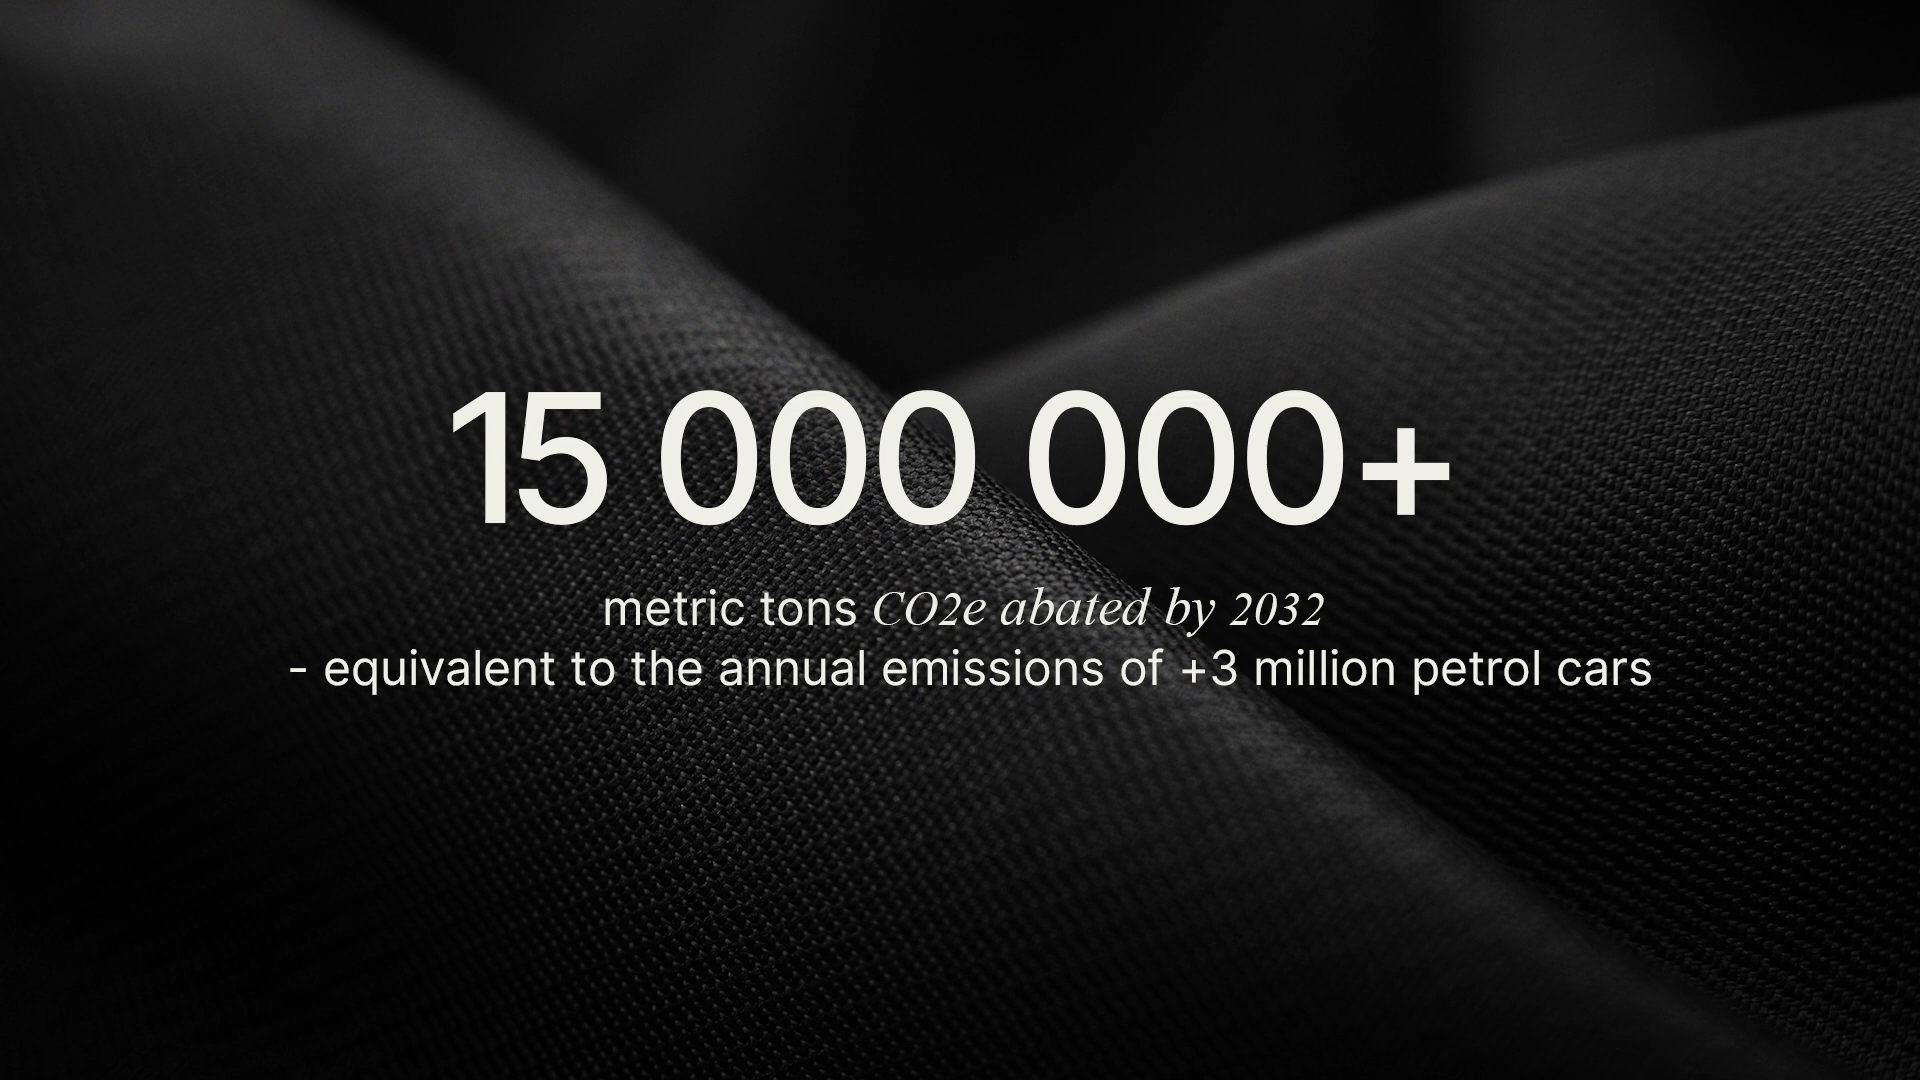 15 000 000+
metric tons CO2e abated by 2032
- equivalent to the annual emissions of +3 million petrol cars